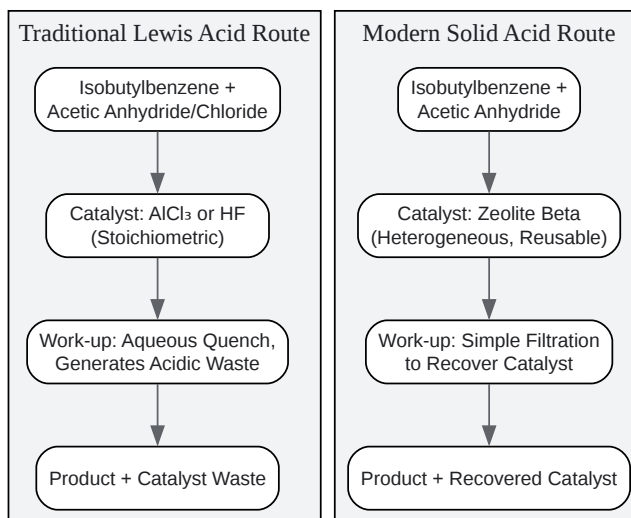 Traditional Lewis Acid Route
Isobutylbenzene +
Acetic Anhydride/Chloride
Catalyst: AlCl₃ or HF
(Stoichiometric)
Work-up: Aqueous Quench,
Generates Acidic Waste
Product + Catalyst Waste
Modern Solid Acid Route
Isobutylbenzene +
Acetic Anhydride
Catalyst: Zeolite Beta
(Heterogeneous, Reusable)
Work-up: Simple Filtration
to Recover Catalyst
Product + Recovered Catalyst